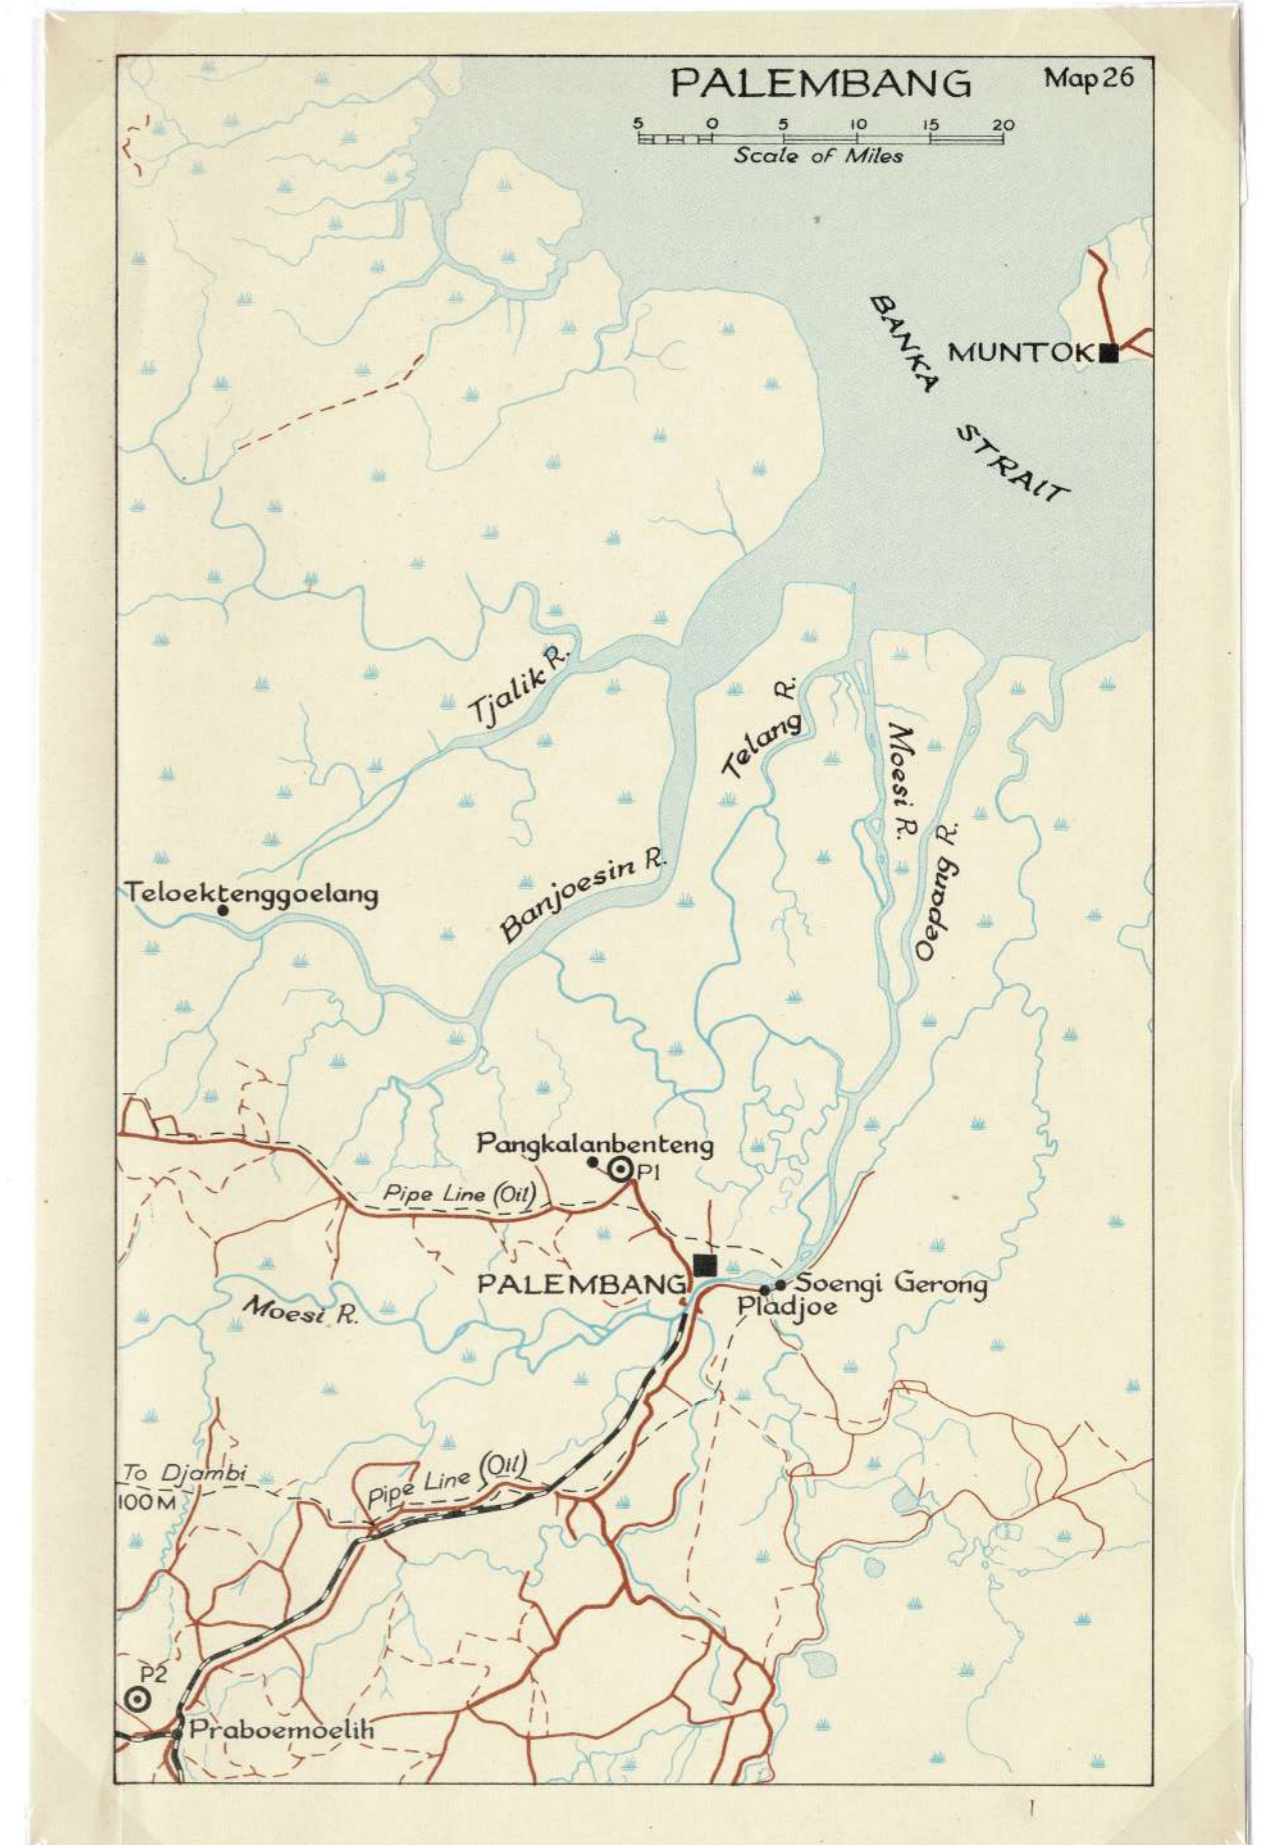 PALEMBANG
Map 26
5 0 5 10 15 20
Scale of Miles
BANKA STRAIT
MUNTOK
Tjalik R.
Telang R.
Moesi R.
Oepang R.
Banjoesin R.
Teloektenggoelang
Pangkalanbenteng
P1
Pipe Line (Oil)
PALEMBANG
Soengi Gerong
Pladjoe
Moesi R.
To Djambi
100M
Pipe Line (Oil)
P2
Praboemoelih